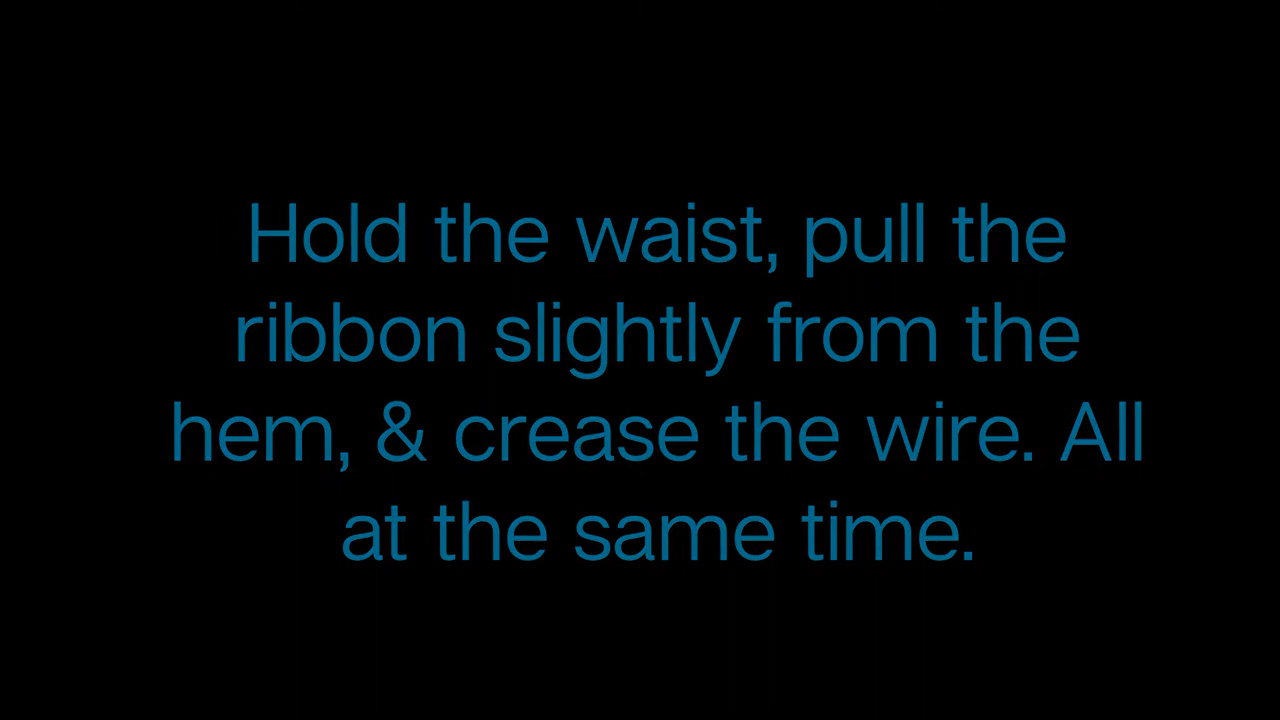 Hold the waist, pull the
ribbon slightly from the
hem, & crease the wire. All
at the same time.